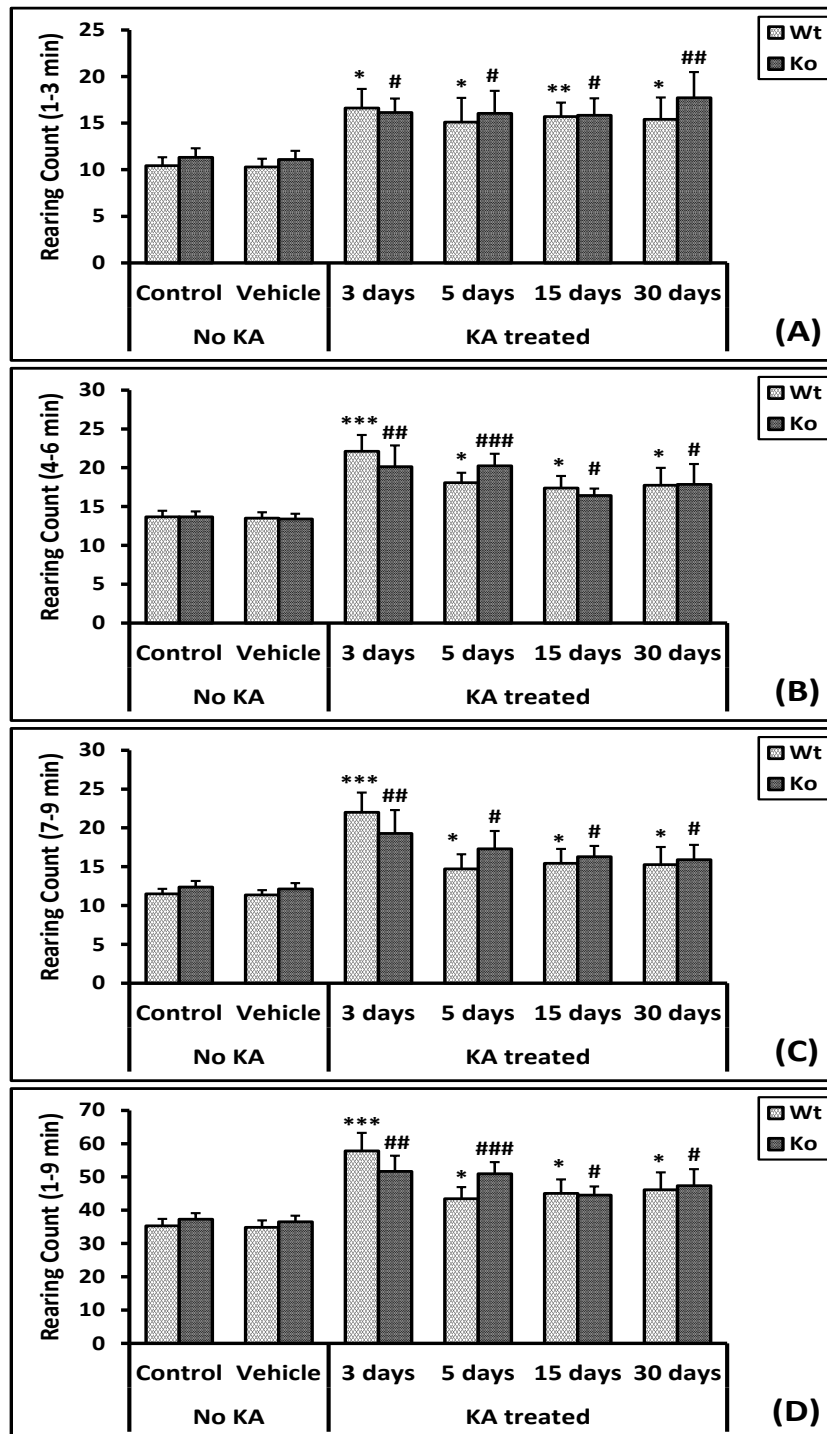 Rearing Count (1-3 min)
25
20
15
10
5
0
* # * # ** # * ##
Wt
Ko
Control Vehicle 3 days 5 days 15 days 30 days
No KA KA treated
(A)
Rearing Count (4-6 min)
30
25
20
15
10
5
0
*** ## * ### * # * #
Wt
Ko
Control Vehicle 3 days 5 days 15 days 30 days
No KA KA treated
(B)
Rearing Count (7-9 min)
30
25
20
15
10
5
0
*** ## * # * # * #
Wt
Ko
Control Vehicle 3 days 5 days 15 days 30 days
No KA KA treated
(C)
Rearing Count (1-9 min)
70
60
50
40
30
20
10
0
*** ## * ### * # * #
Wt
Ko
Control Vehicle 3 days 5 days 15 days 30 days
No KA KA treated
(D)